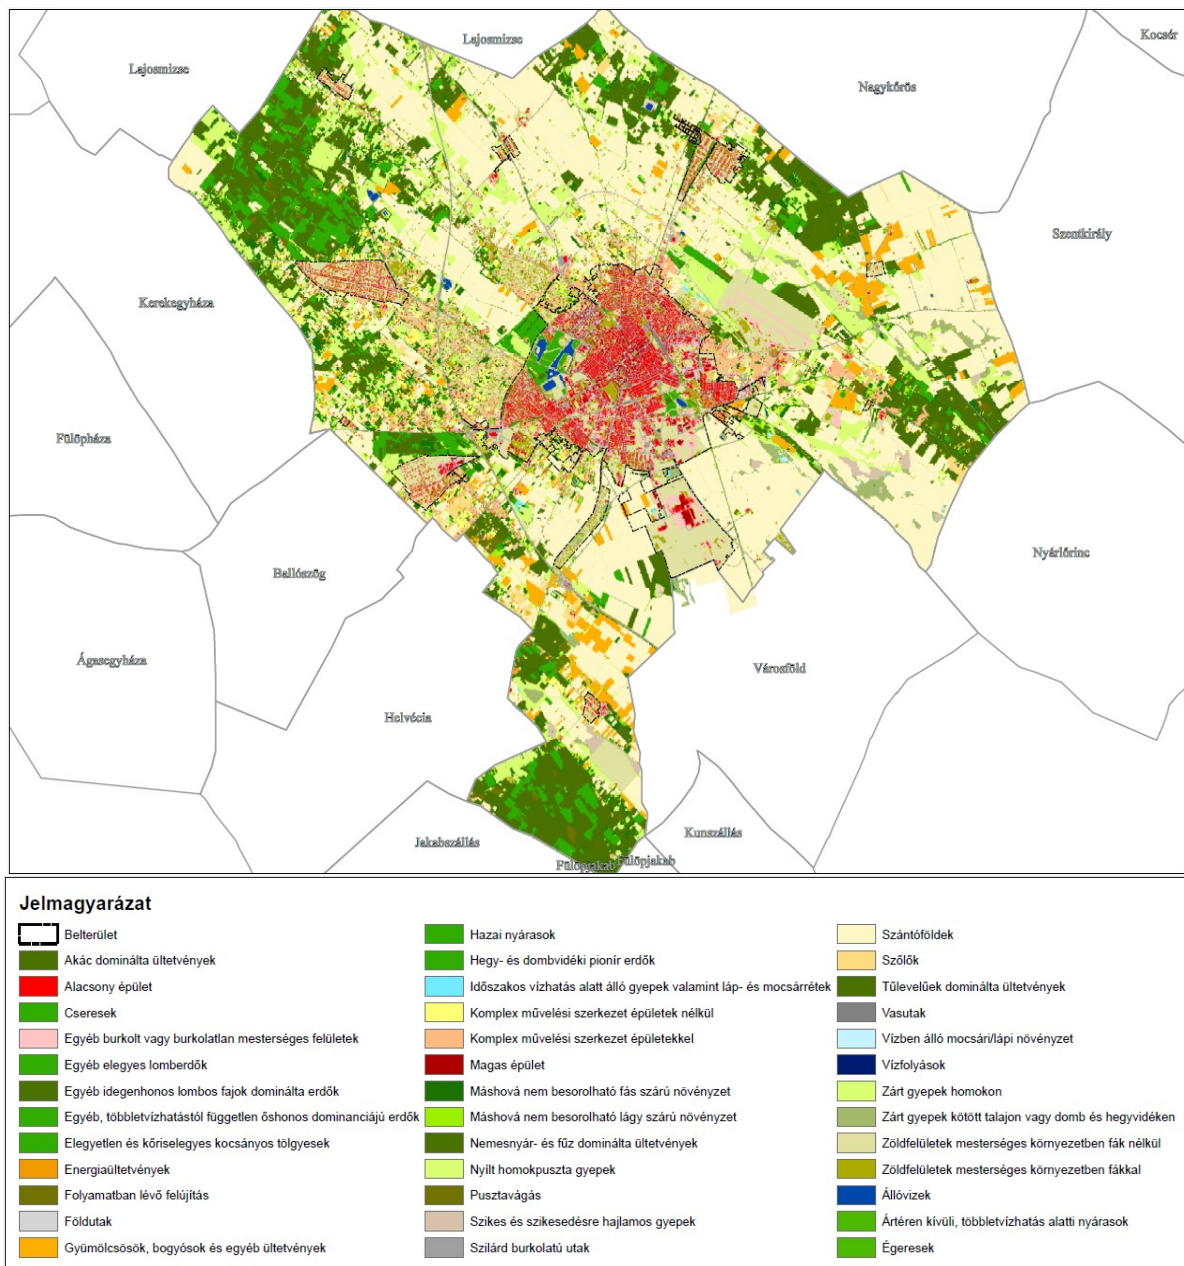 Lajosmizse
Kocsér
Lajosmizse
Nagykőrös
Szentkirály
Kerekegyháza
Fülöpháza
Nyárlőrinc
Ballószög
Ágasegyháza
Városföld
Helvécia
Kunszállás
Jakabszállás
Fülöpjakab
Fülöpjakab
Jelmagyarázat
Belterület
Akác dominálta ültetvények
Alacsony épület
Cseresek
Egyéb burkolt vagy burkolatlan mesterséges felületek
Egyéb elegyes lomberdők
Egyéb idegenhonos lombos fajok dominálta erdők
Egyéb, többletvízhatástól független őshonos dominanciájú erdők
Elegyetlen és kőriselegyes kocsányos tölgyesek
Energiaültetvények
Folyamatban lévő felújítás
Földutak
Gyümölcsösök, bogyósok és egyéb ültetvények
Hazai nyárasok
Hegy- és dombvidéki pionír erdők
Időszakos vízhatás alatt álló gyepek valamint láp- és mocsárrétek
Komplex művelési szerkezet épületek nélkül
Komplex művelési szerkezet épületekkel
Magas épület
Máshová nem besorolható fás szárú növényzet
Máshová nem besorolható lágy szárú növényzet
Nemesnyár- és fűz dominálta ültetvények
Nyílt homokpuszta gyepek
Pusztavágás
Szikes és szikesedésre hajlamos gyepek
Szilárd burkolatú utak
Szántóföldek
Szőlők
Tűlevelűek dominálta ültetvények
Vasutak
Vízben álló mocsári/lápi növényzet
Vízfolyások
Zárt gyepek homokon
Zárt gyepek kötött talajon vagy domb és hegyvidéken
Zöldfelületek mesterséges környezetben fák nélkül
Zöldfelületek mesterséges környezetben fákkal
Állóvizek
Ártéren kívüli, többletvízhatás alatti nyárasok
Égeresek